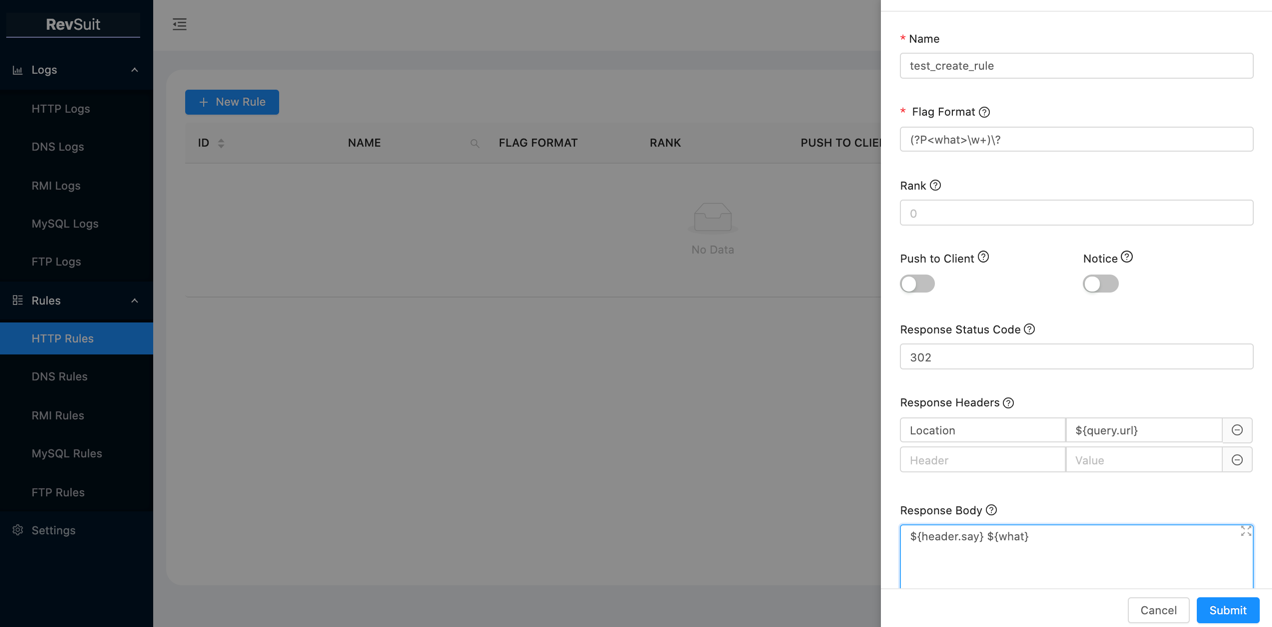 RevSuit
Logs
HTTP Logs
DNS Logs
RMI Logs
MySQL Logs
FTP Logs
Rules
HTTP Rules
DNS Rules
RMI Rules
MySQL Rules
FTP Rules
Settings
+ New Rule
ID NAME FLAG FORMAT RANK PUSH TO CLIE
No Data
* Name
test_create_rule
* Flag Format
(?P<what>\w+)\?
Rank
0
Push to Client Notice
Response Status Code
302
Response Headers
Location ${query.url}
Header Value
Response Body
${header.say} ${what}
Cancel Submit